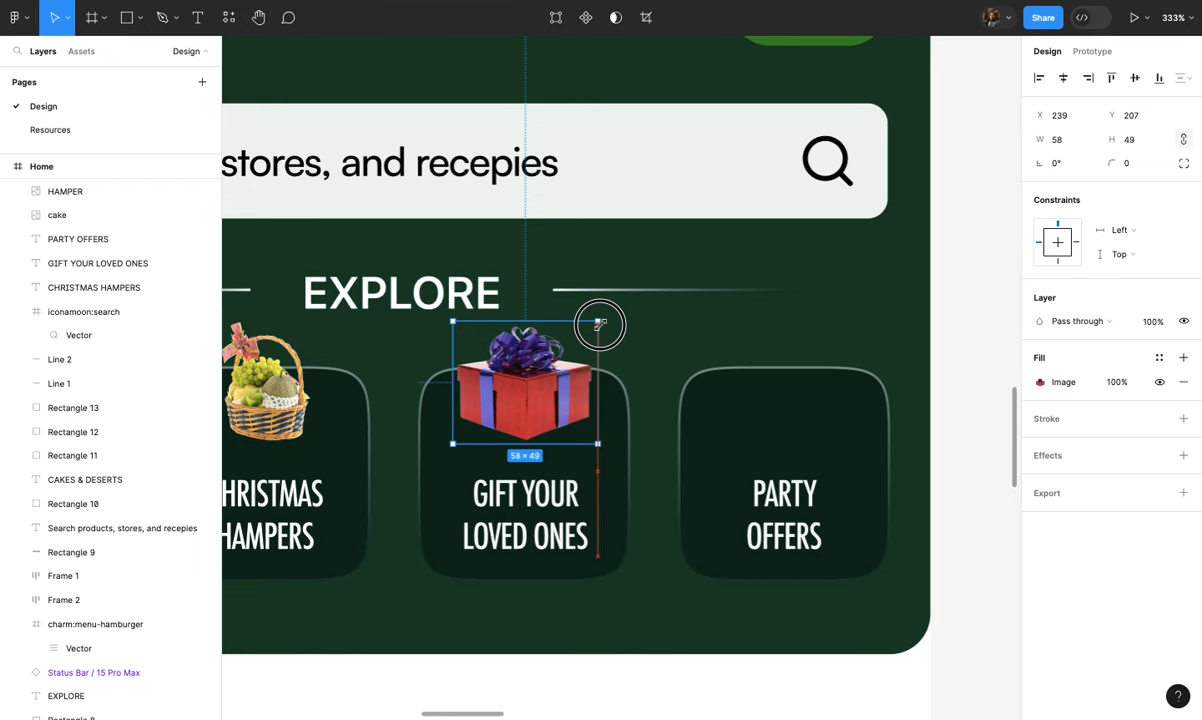 Share
333%
Layers
Assets
Design
Pages
Design
Resources
Home
HAMPER
cake
PARTY OFFERS
GIFT YOUR LOVED ONES
CHRISTMAS HAMPERS
iconamoon:search
Vector
Line 2
Line 1
Rectangle 13
Rectangle 12
Rectangle 11
CAKES & DESERTS
Rectangle 10
Search products, stores, and recepies
Rectangle 9
Frame 1
Frame 2
charm:menu-hamburger
Vector
Status Bar / 15 Pro Max
EXPLORE
stores, and recepies
EXPLORE
58 × 49
HRISTMAS
HAMPERS
GIFT YOUR
LOVED ONES
PARTY
OFFERS
Design
Prototype
X 239
Y 207
W 58
H 49
0°
0
Constraints
Left
Top
Layer
Pass through
100%
Fill
Image
100%
Stroke
Effects
Export
?